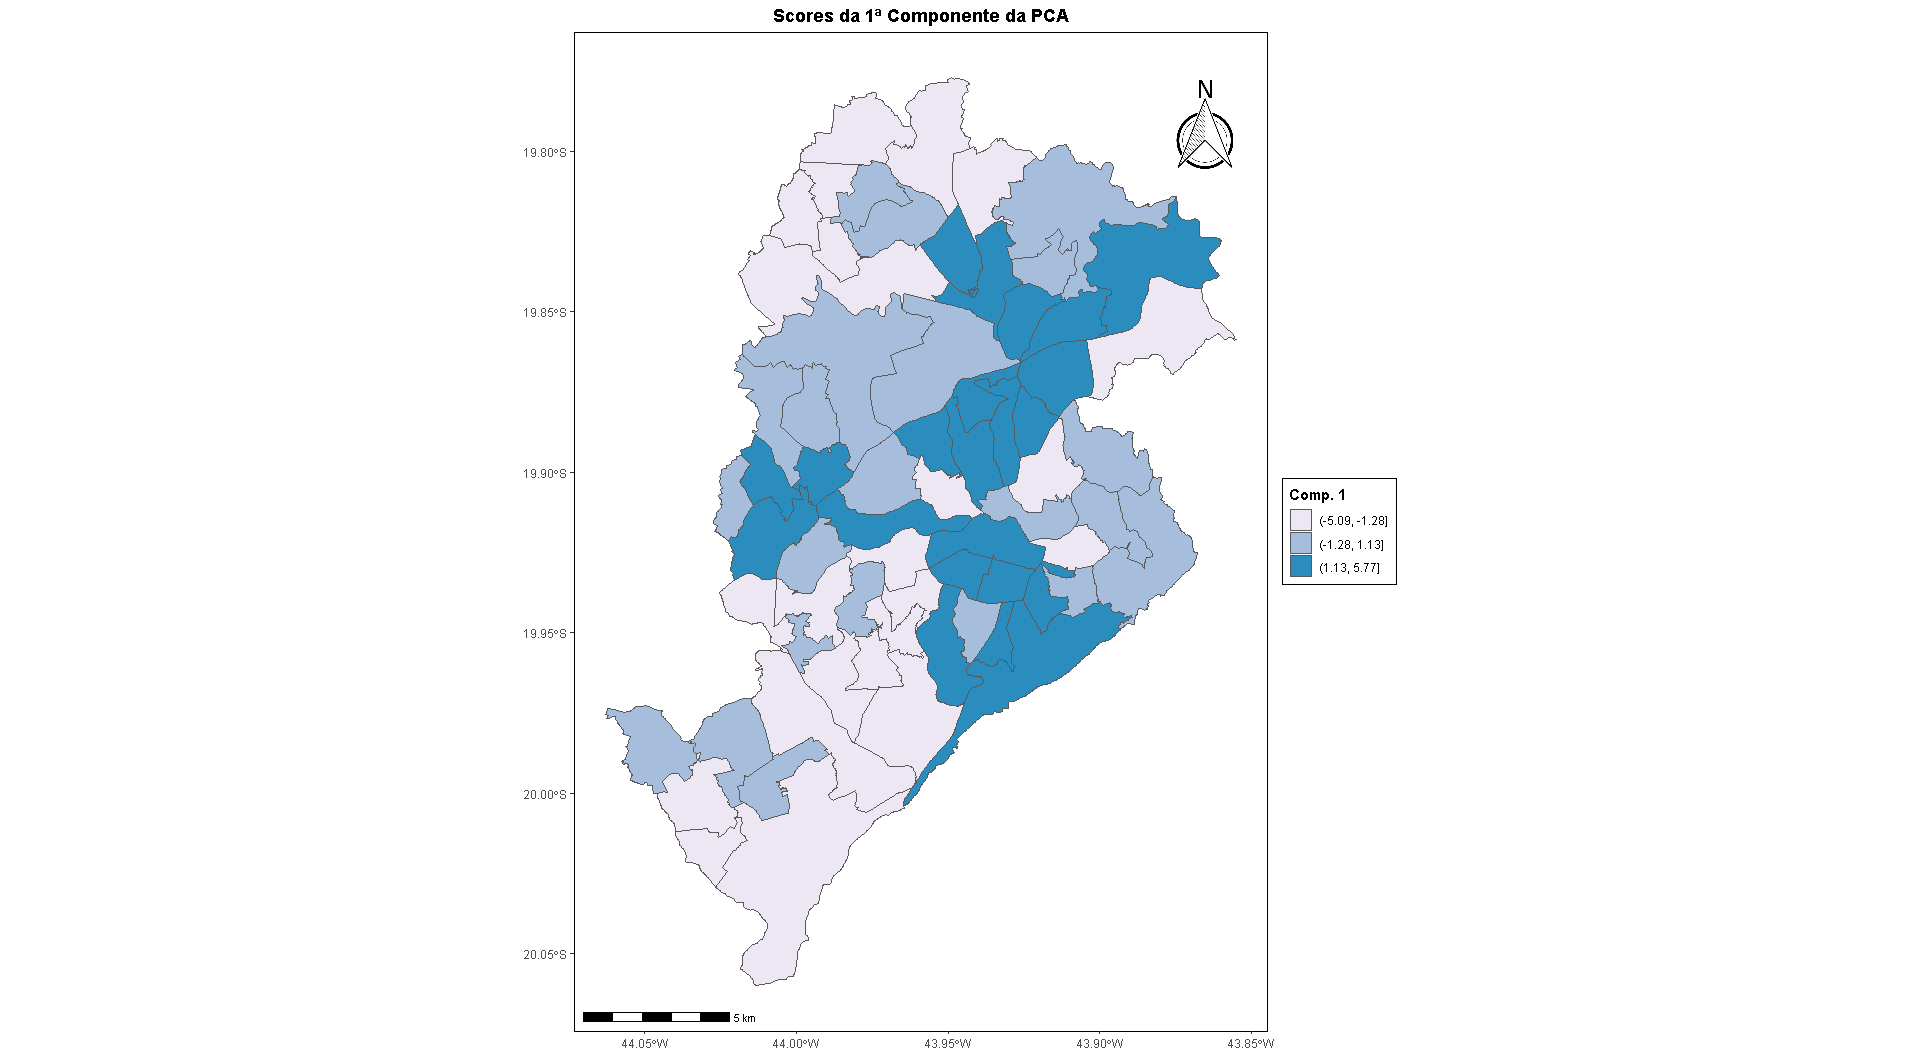 Scores da 1ª Componente da PCA
N
19.80°S
19.85°S
19.90°S
19.95°S
20.00°S
20.05°S
44.05°W
44.00°W
43.95°W
43.90°W
43.85°W
5 km
Comp. 1
(-5.09, -1.28]
(-1.28, 1.13]
(1.13, 5.77]